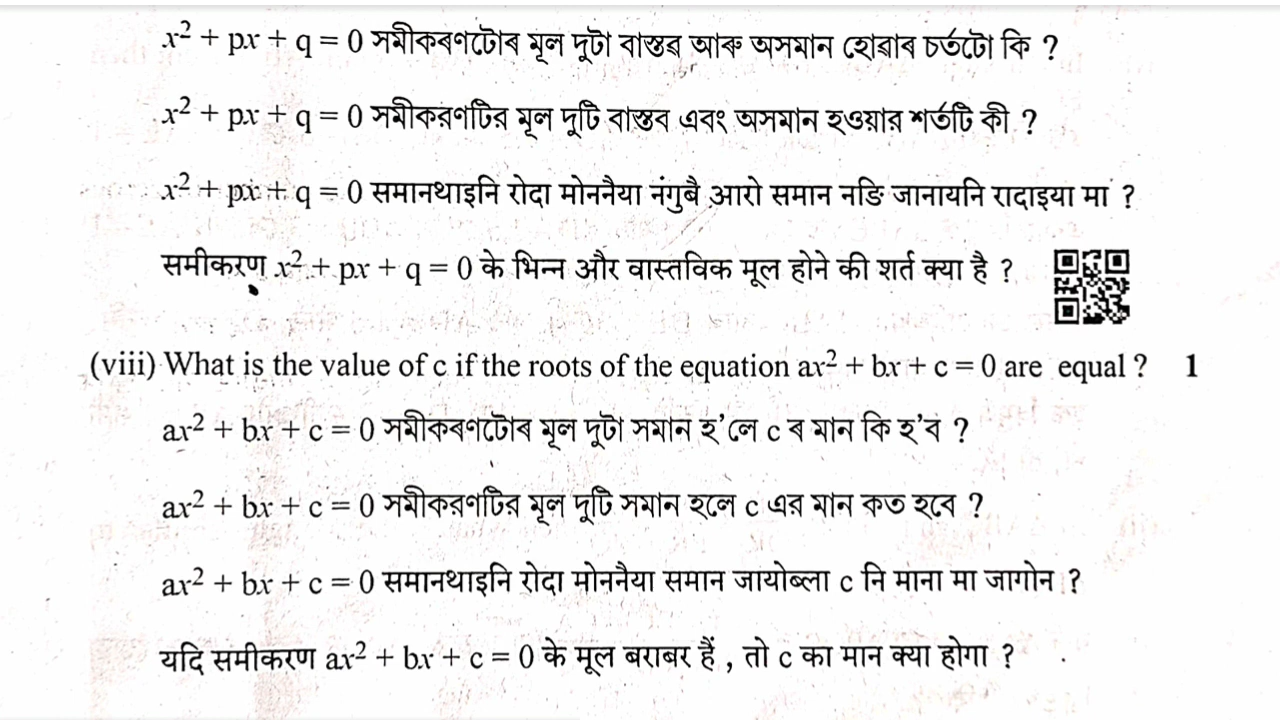 x² + px + q = 0 সমীকৰণটোৰ মূল দুটা বাস্তৱ আৰু অসমান হোৱাৰ চৰ্তটো কি ?
x² + px + q = 0 সমীকরণটির মূল দুটি বাস্তব এবং অসমান হওয়ার শর্তটি কী ?
x² + px + q = 0 समानथाइनि रोदा मोननैया नंगुबै आरो समान नङि जानायनि रादाइया मा ?
समीकरण x² + px + q = 0 के भिन्न और वास्तविक मूल होने की शर्त क्या है ?
(viii) What is the value of c if the roots of the equation ax² + bx + c = 0 are equal ? 1
ax² + bx + c = 0 সমীকৰণটোৰ মূল দুটা সমান হ’লে c ৰ মান কি হ’ব ?
ax² + bx + c = 0 সমীকরণটির মূল দুটি সমান হলে c এর মান কত হবে ?
ax² + bx + c = 0 समानथाइनि रोदा मोननैया समान जायोब्ला c नि माना मा जागोन ?
यदि समीकरण ax² + bx + c = 0 के मूल बराबर हैं , तो c का मान क्या होगा ?